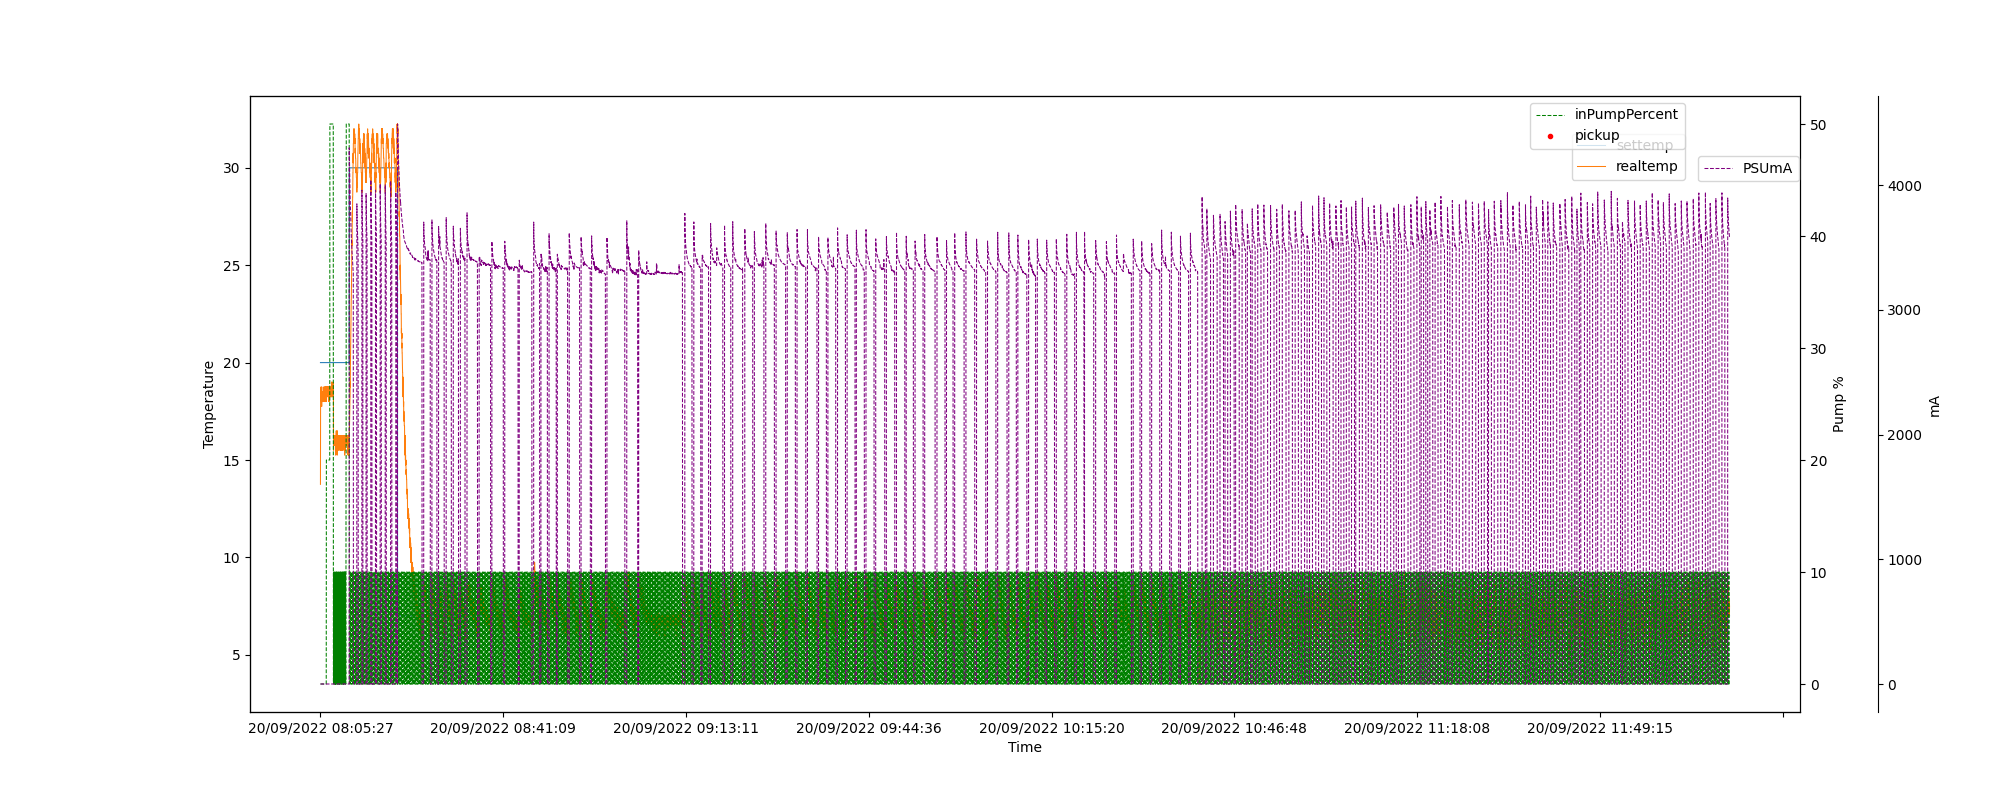 inPumpPercent
pickup
settemp
realtemp
PSUmA
30
25
20
15
10
5
50
40
30
20
10
0
4000
3000
2000
1000
0
Temperature
Pump %
mA
20/09/2022 08:05:27
20/09/2022 08:41:09
20/09/2022 09:13:11
20/09/2022 09:44:36
20/09/2022 10:15:20
20/09/2022 10:46:48
20/09/2022 11:18:08
20/09/2022 11:49:15
Time